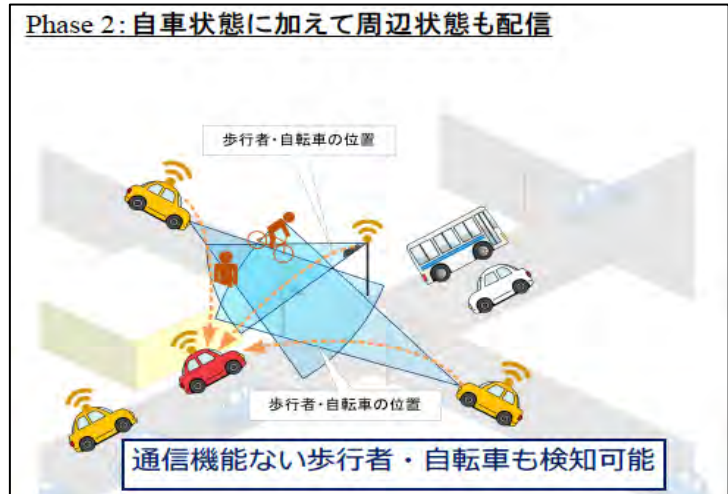 Phase 2:自車状態に加えて周辺状態も配信
歩行者・自転車の位置
歩行者・自転車の位置
通信機能ない歩行者・自転車も検知可能